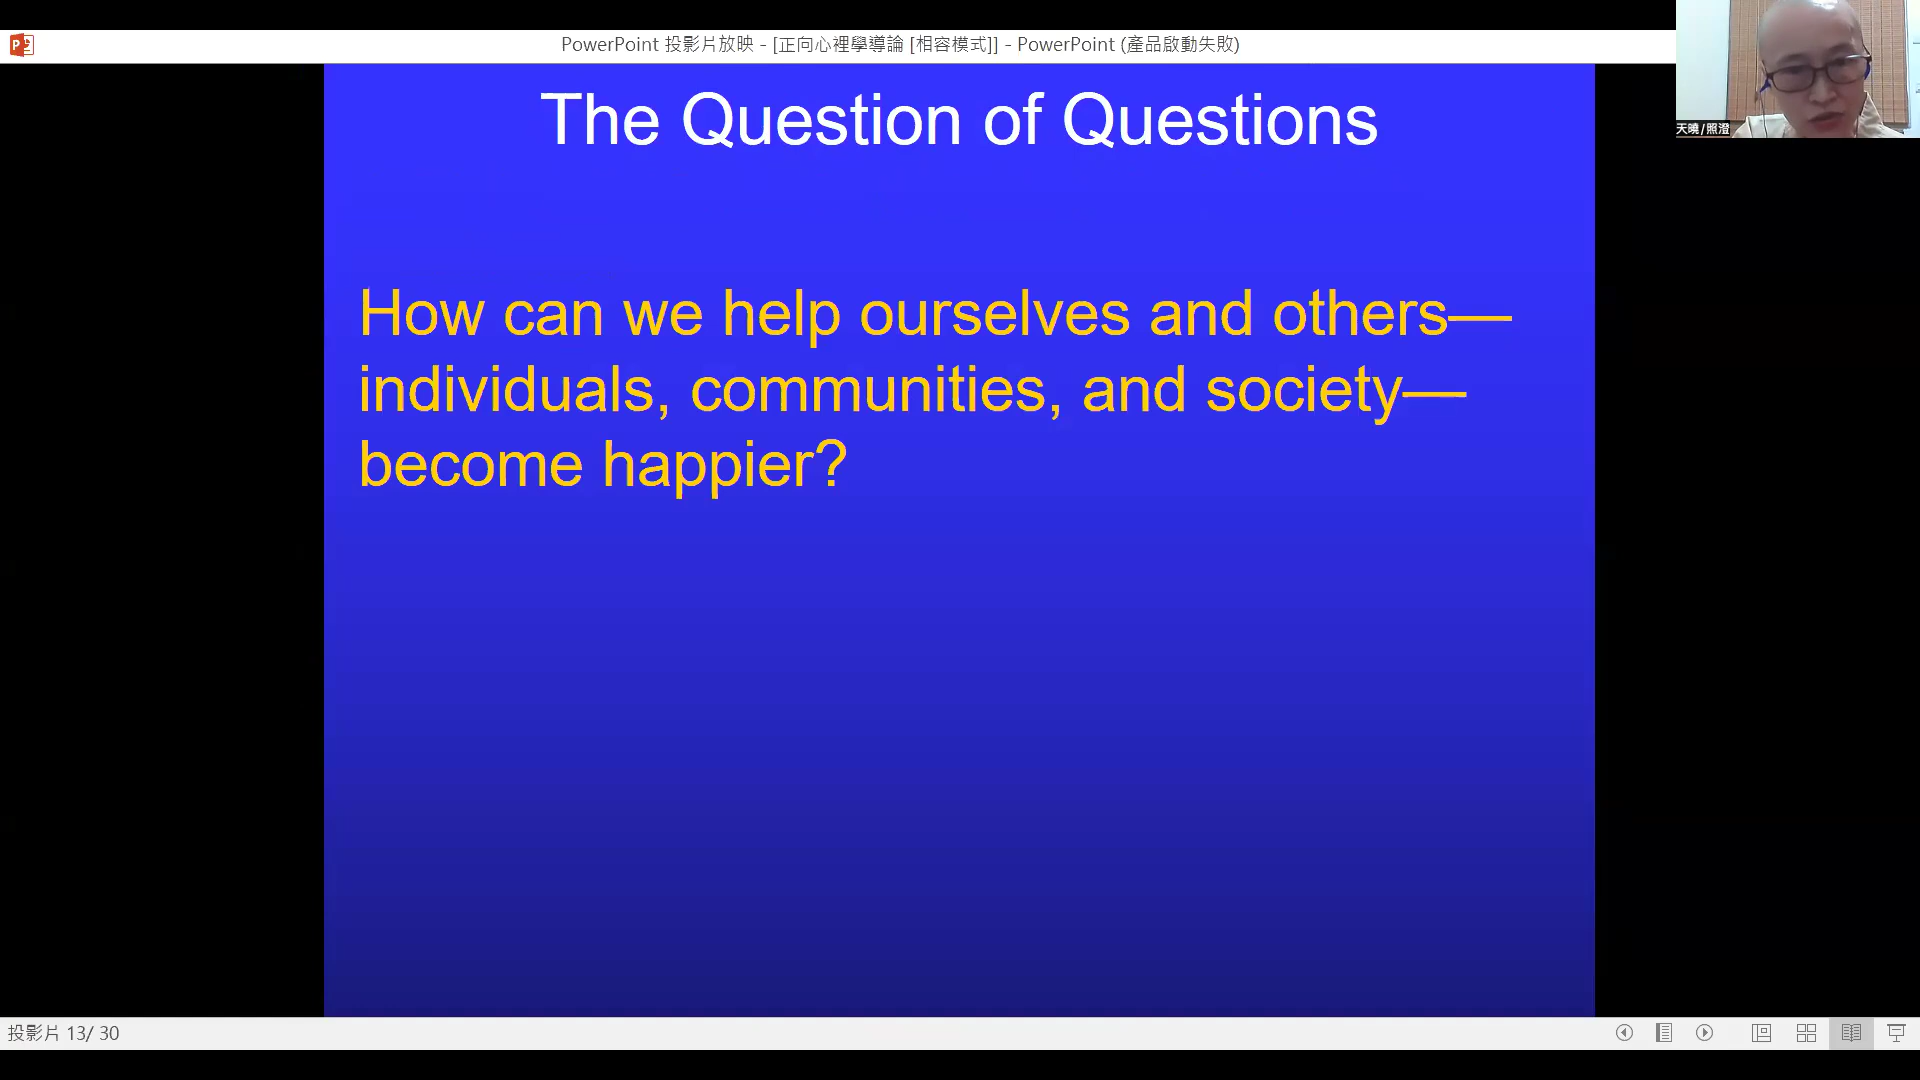 PowerPoint 投影片放映 - [正向心裡學導論 [相容模式]] - PowerPoint (產品啟動失敗)
天曉/照澄
The Question of Questions
How can we help ourselves and others—
individuals, communities, and society—
become happier?
投影片 13/ 30